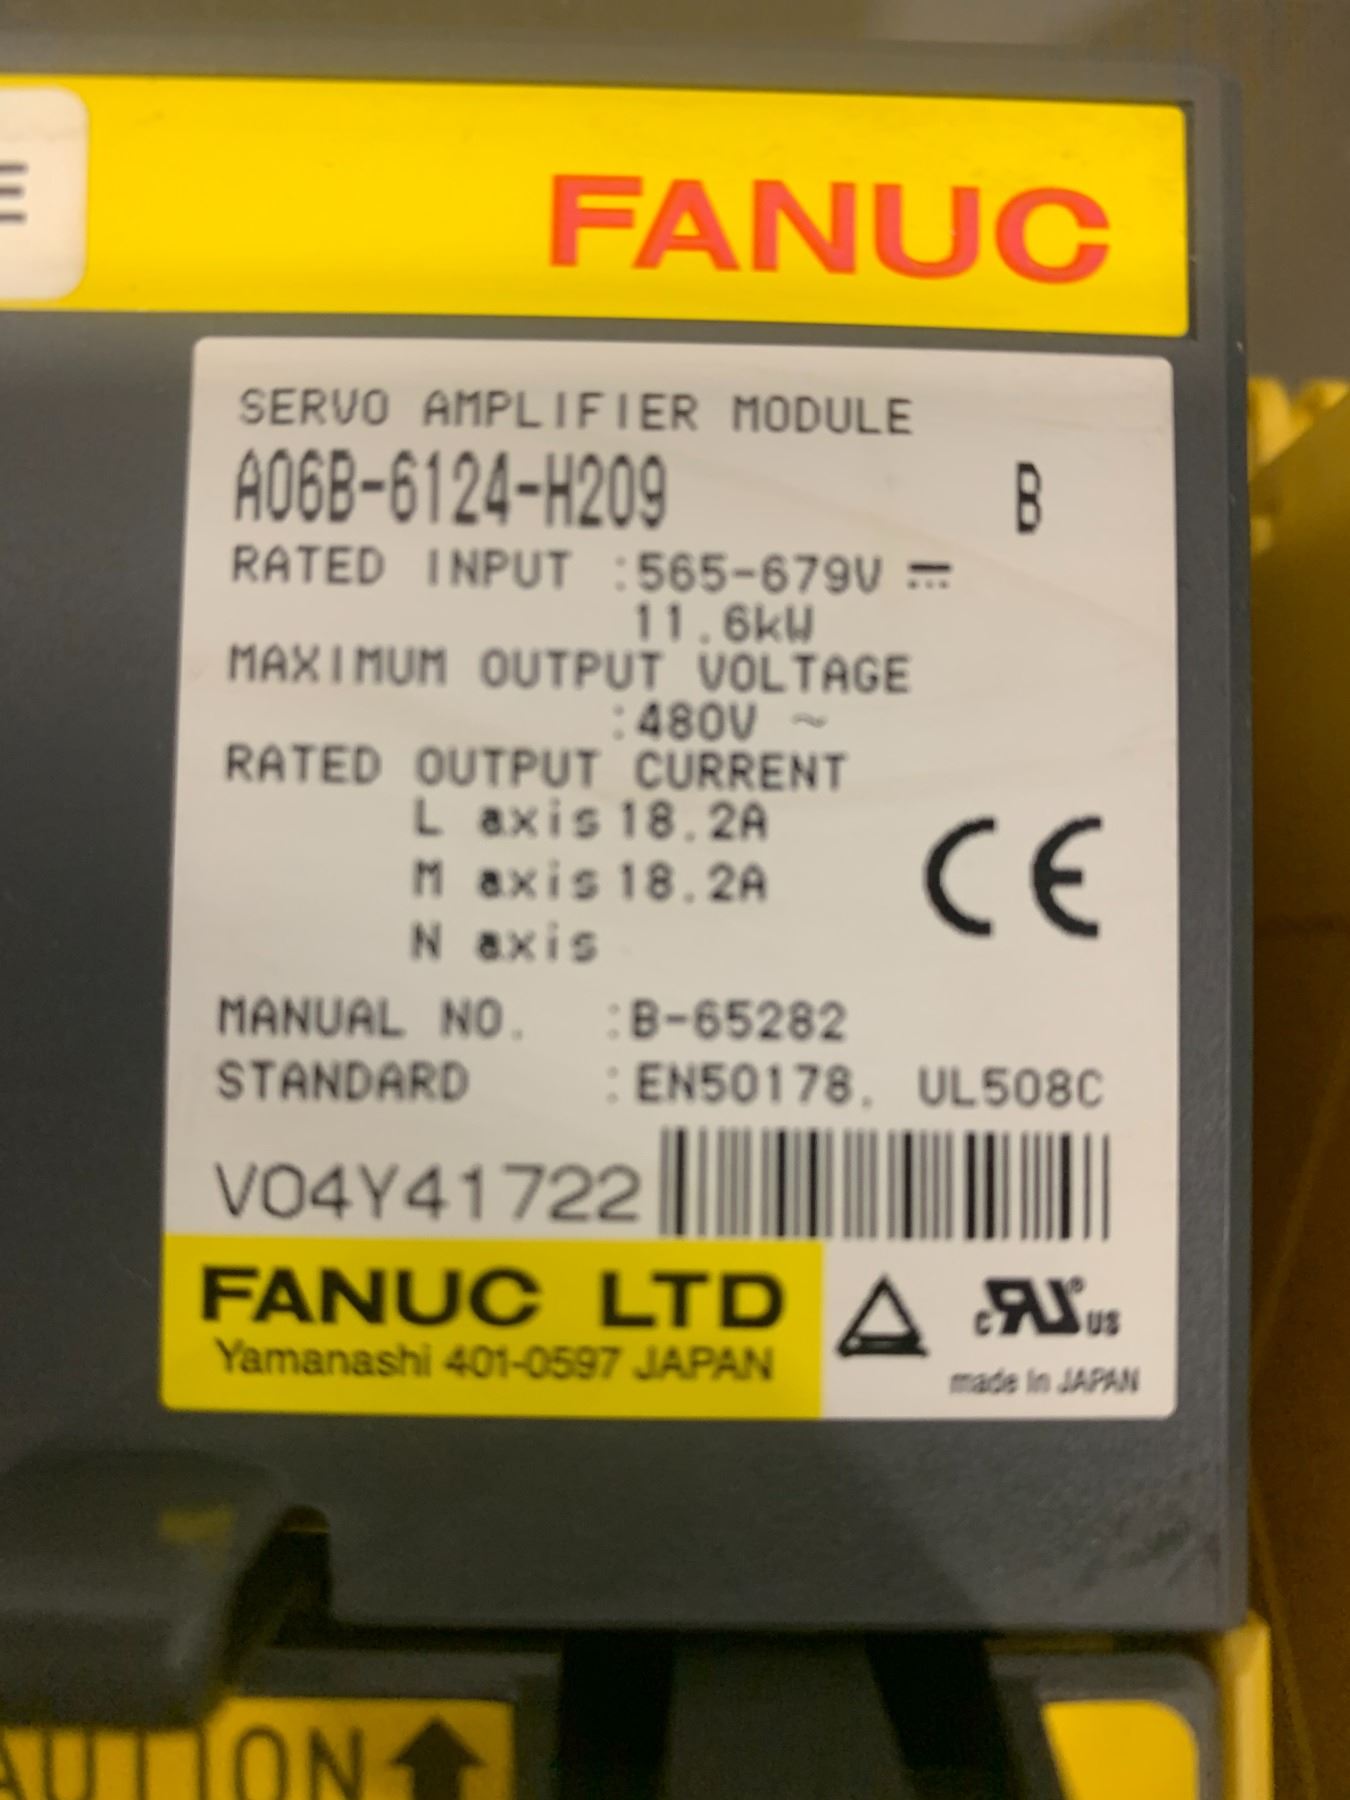 E
FANUC
SERVO AMPLIFIER MODULE
A06B-6124-H209 B
RATED INPUT :565-679V ⎓
11.6kW
MAXIMUM OUTPUT VOLTAGE
:480V ~
RATED OUTPUT CURRENT
L axis 18.2A
M axis 18.2A
N axis
CE
MANUAL NO. :B-65282
STANDARD :EN50178, UL508C
V04Y41722
FANUC LTD
Yamanashi 401-0597 JAPAN
c RU ® US
made in JAPAN
AUTION